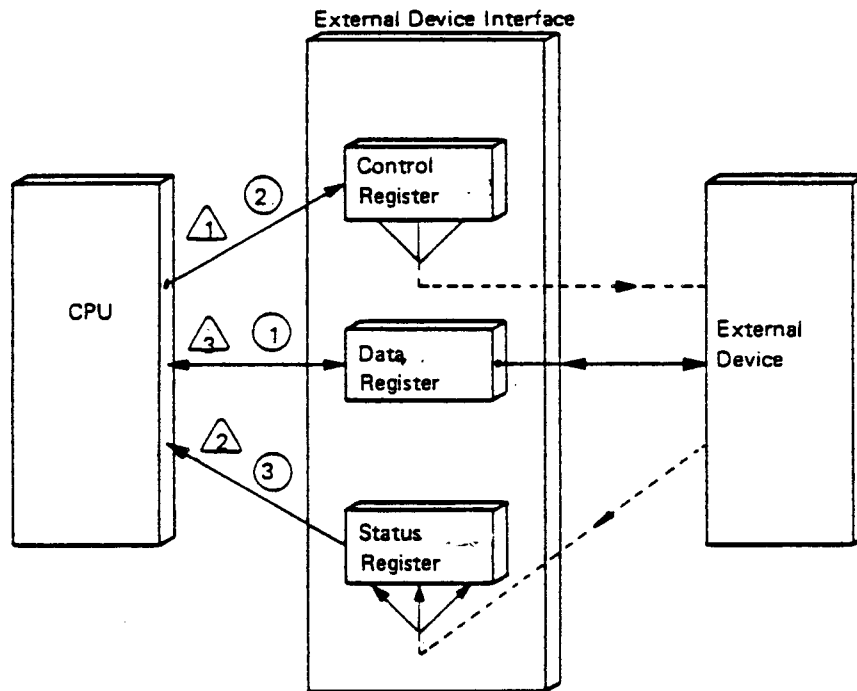 External Device Interface
Control
Register
2
1
CPU
3
1
Data
Register
External
Device
2
3
Status
Register